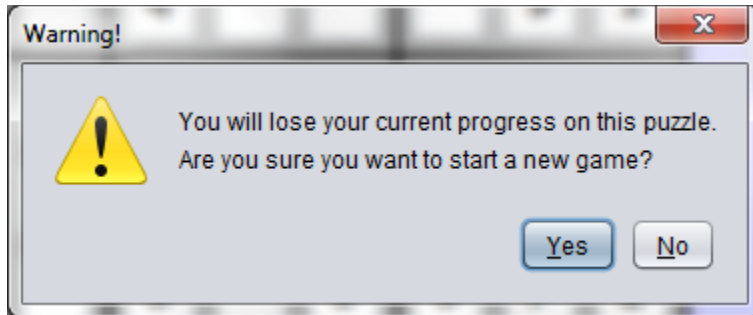 Warning!
You will lose your current progress on this puzzle.
Are you sure you want to start a new game?
Yes No